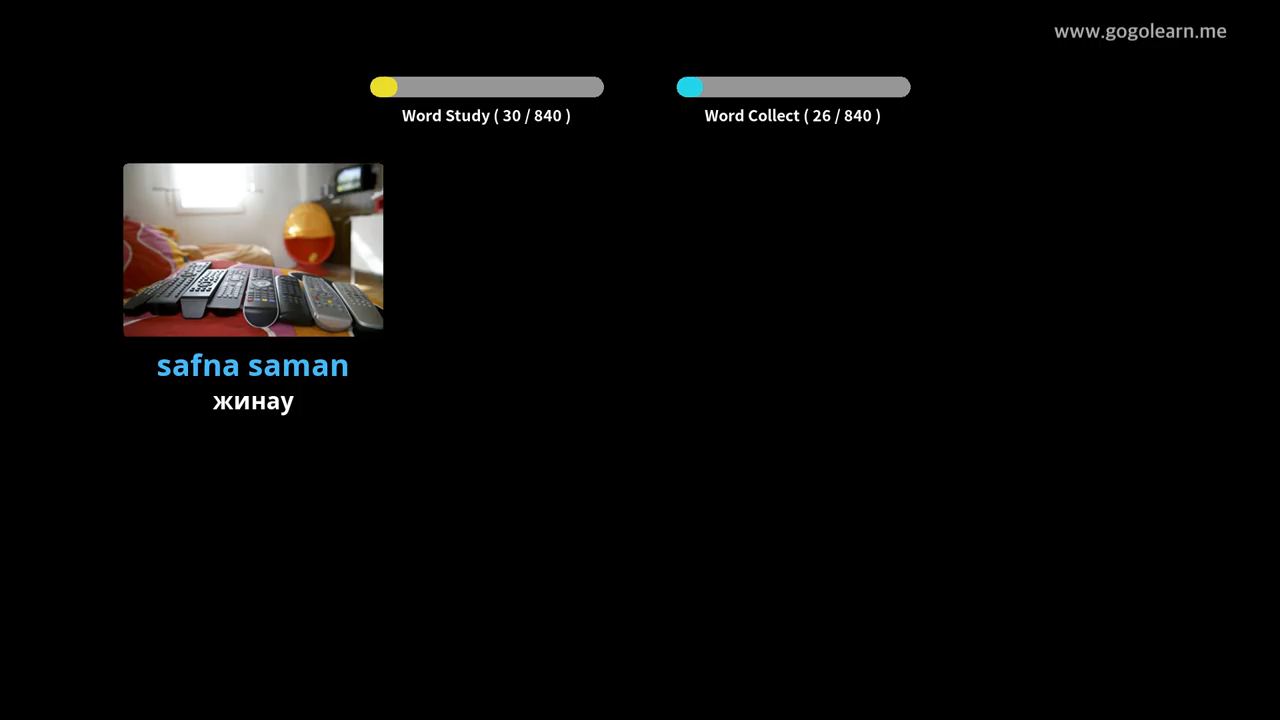 www.gogolearn.me
Word Study ( 30 / 840 )
Word Collect ( 26 / 840 )
safna saman
жинау